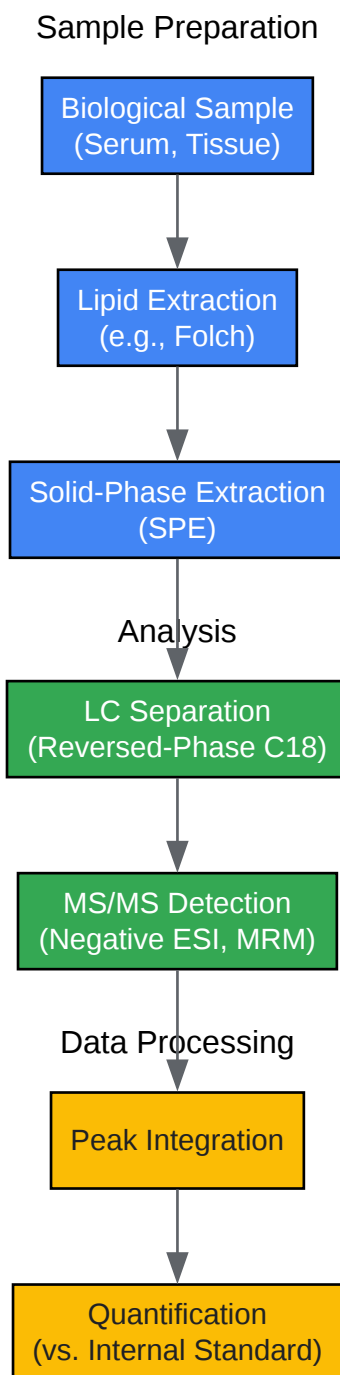 Sample Preparation
Biological Sample
(Serum, Tissue)
Lipid Extraction
(e.g., Folch)
Solid-Phase Extraction
(SPE)
Analysis
LC Separation
(Reversed-Phase C18)
MS/MS Detection
(Negative ESI, MRM)
Data Processing
Peak Integration
Quantification
(vs. Internal Standard)